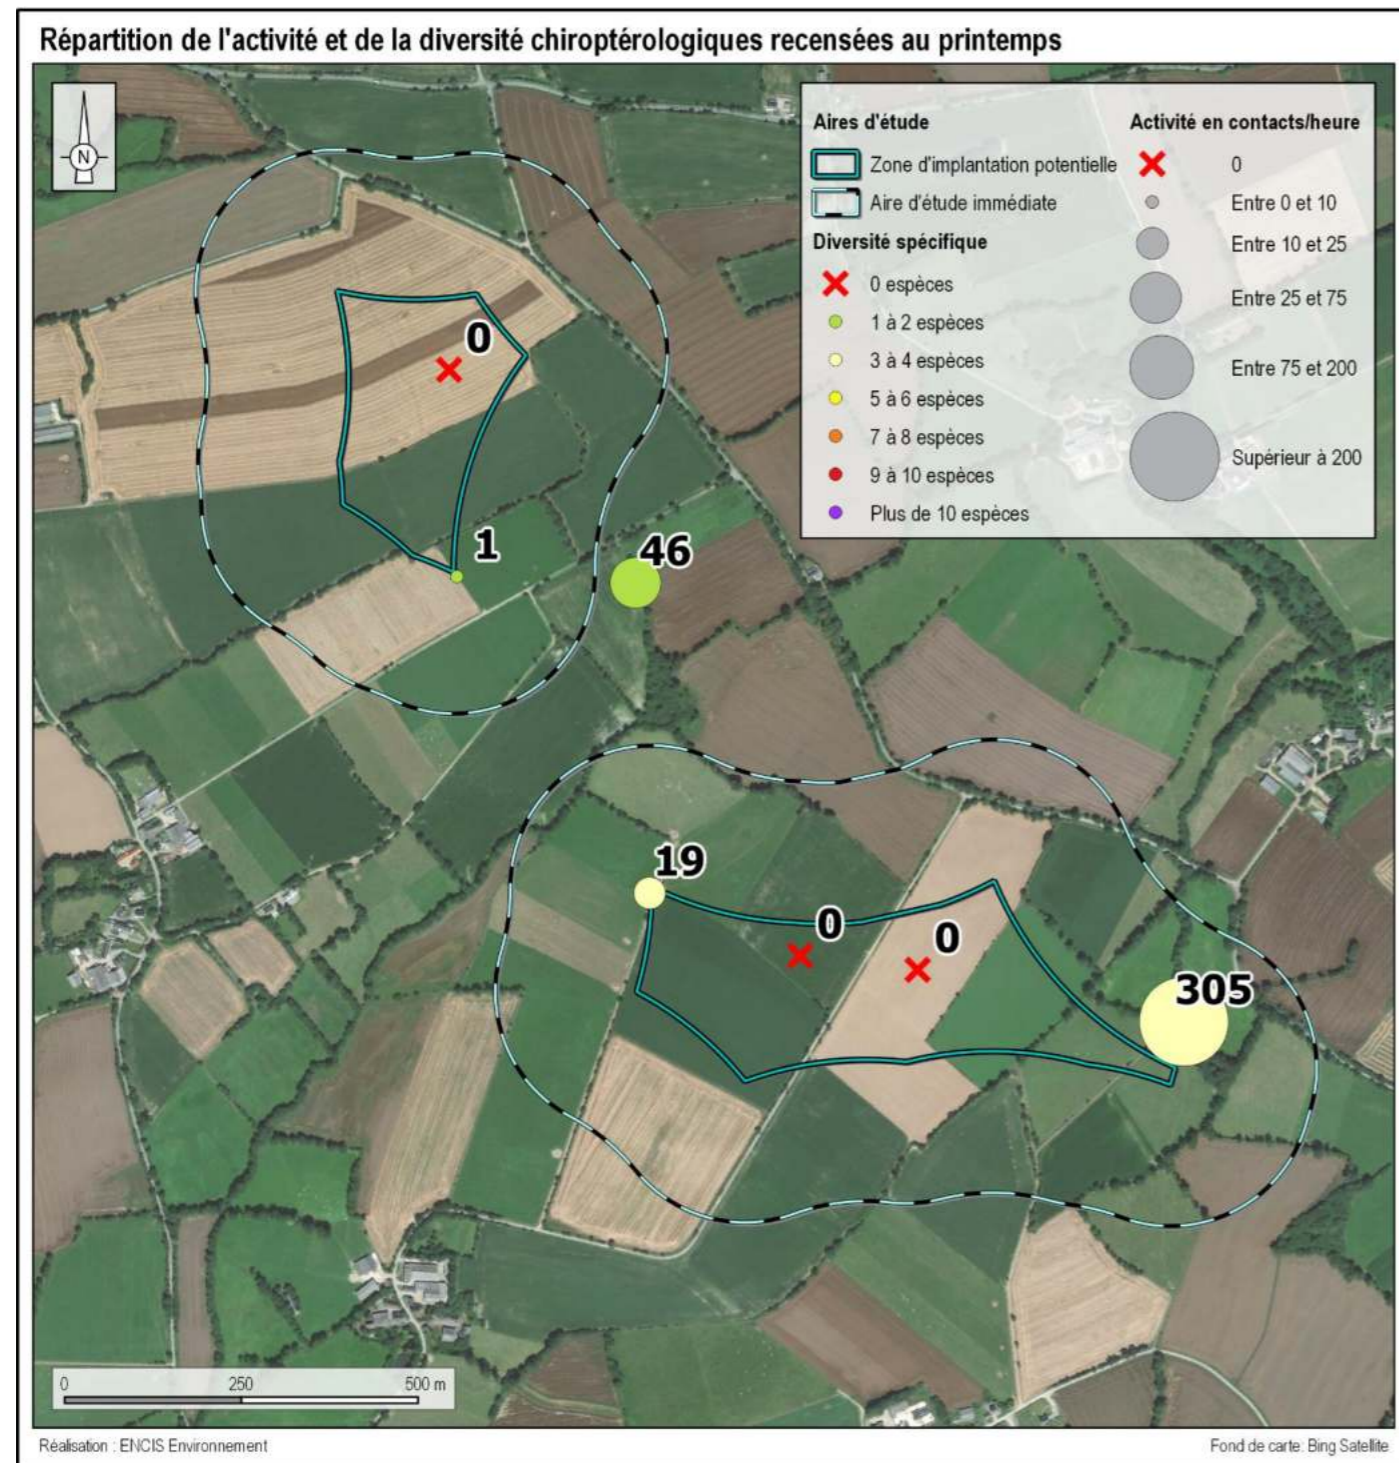 Répartition de l'activité et de la diversité chiroptérologiques recensées au printemps
N
Aires d'étude
Zone d'implantation potentielle
Aire d'étude immédiate
Diversité spécifique
0 espèces
1 à 2 espèces
3 à 4 espèces
5 à 6 espèces
7 à 8 espèces
9 à 10 espèces
Plus de 10 espèces
Activité en contacts/heure
0
Entre 0 et 10
Entre 10 et 25
Entre 25 et 75
Entre 75 et 200
Supérieur à 200
0
1
46
19
0
0
305
0 250 500 m
Réalisation : ENCIS Environnement
Fond de carte: Bing Satellite